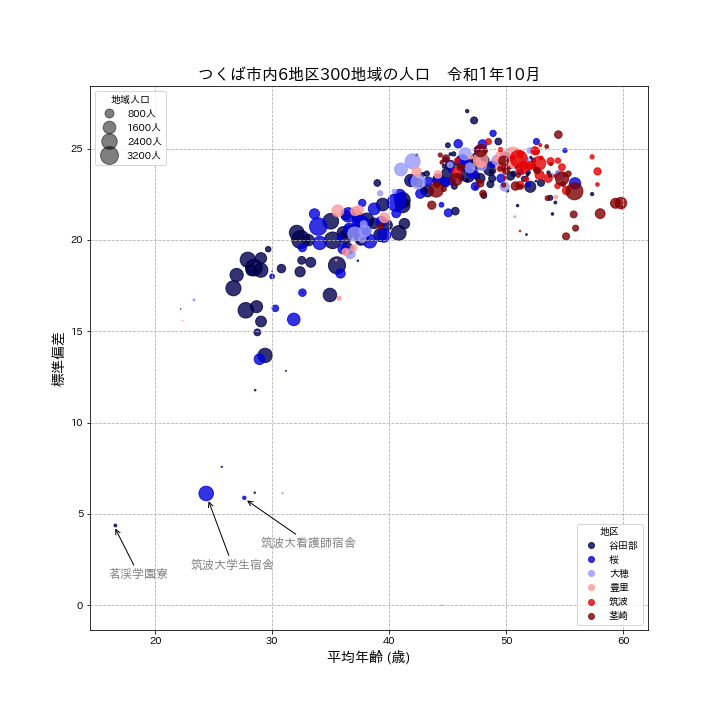 つくば市内6地区300地域の人口　令和1年10月
地域人口
800人
1600人
2400人
3200人
25
20
15
10
5
0
標準偏差
筑波大看護師宿舎
筑波大学生宿舎
茗渓学園寮
地区
谷田部
桜
大穂
豊里
筑波
茎崎
20
30
40
50
60
平均年齢 (歳)